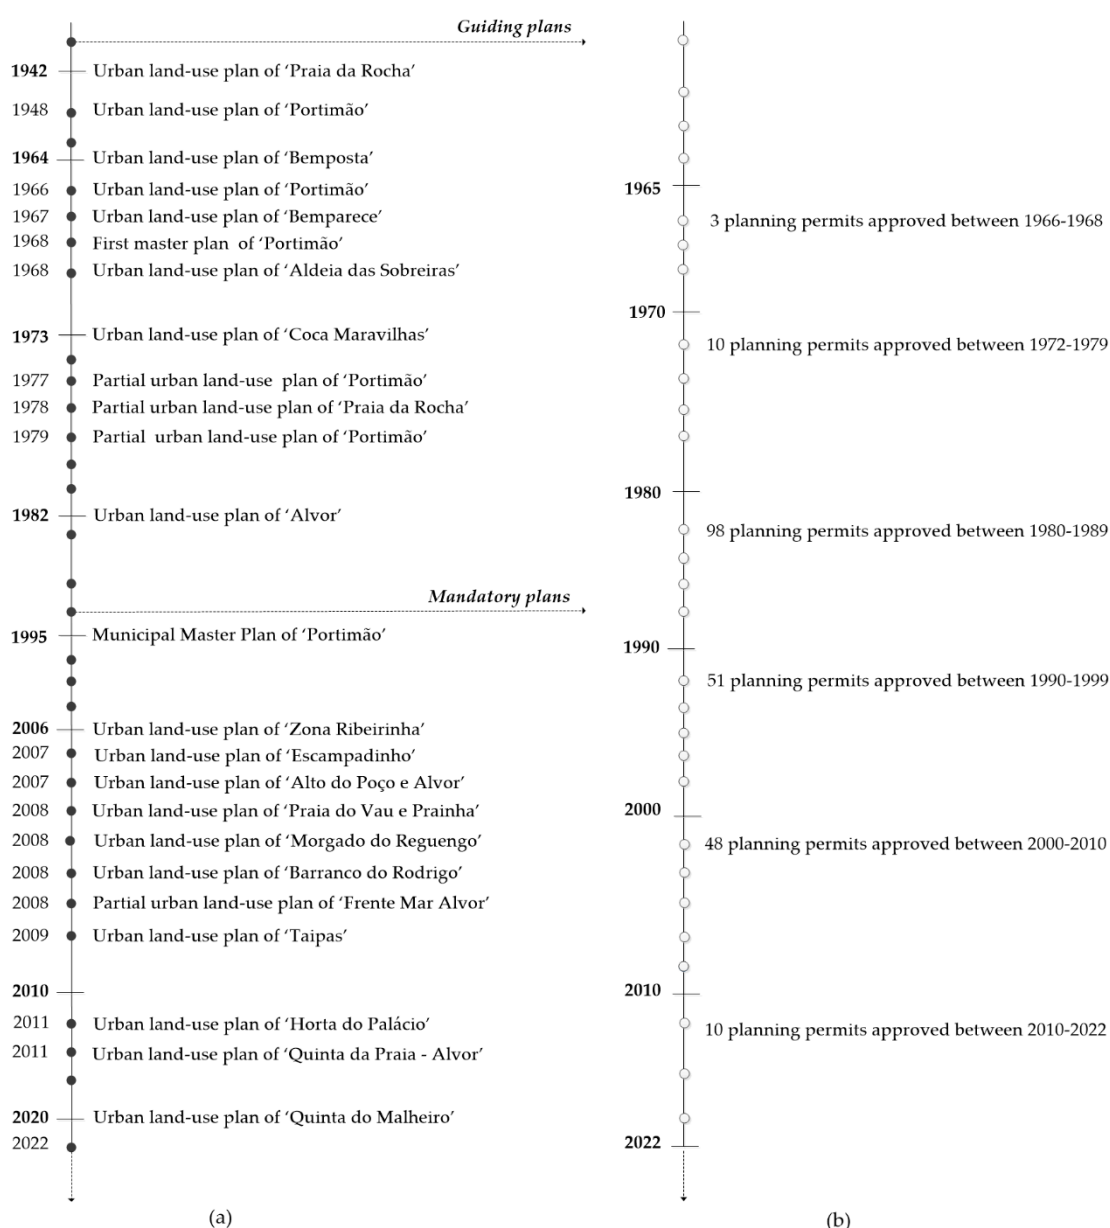 Guiding plans
1942 Urban land-use plan of ‘Praia da Rocha’
1948 Urban land-use plan of ‘Portimão’
1964 Urban land-use plan of ‘Bemposta’
1966 Urban land-use plan of ‘Portimão’
1967 Urban land-use plan of ‘Bemparece’
1968 First master plan of ‘Portimão’
1968 Urban land-use plan of ‘Aldeia das Sobreiras’
1973 Urban land-use plan of ‘Coca Maravilhas’
1977 Partial urban land-use plan of ‘Portimão’
1978 Partial urban land-use plan of ‘Praia da Rocha’
1979 Partial urban land-use plan of ‘Portimão’
1982 Urban land-use plan of ‘Alvor’
Mandatory plans
1995 Municipal Master Plan of ‘Portimão’
2006 Urban land-use plan of ‘Zona Ribeirinha’
2007 Urban land-use plan of ‘Escampadinho’
2007 Urban land-use plan of ‘Alto do Poço e Alvor’
2008 Urban land-use plan of ‘Praia do Vau e Prainha’
2008 Urban land-use plan of ‘Morgado do Reguengo’
2008 Urban land-use plan of ‘Barranco do Rodrigo’
2008 Partial urban land-use plan of ‘Frente Mar Alvor’
2009 Urban land-use plan of ‘Taipas’
2010
2011 Urban land-use plan of ‘Horta do Palácio’
2011 Urban land-use plan of ‘Quinta da Praia - Alvor’
2020 Urban land-use plan of ‘Quinta do Malheiro’
2022
(a)
1965
3 planning permits approved between 1966-1968
1970
10 planning permits approved between 1972-1979
1980
98 planning permits approved between 1980-1989
1990
51 planning permits approved between 1990-1999
2000
48 planning permits approved between 2000-2010
2010
10 planning permits approved between 2010-2022
2022
(b)